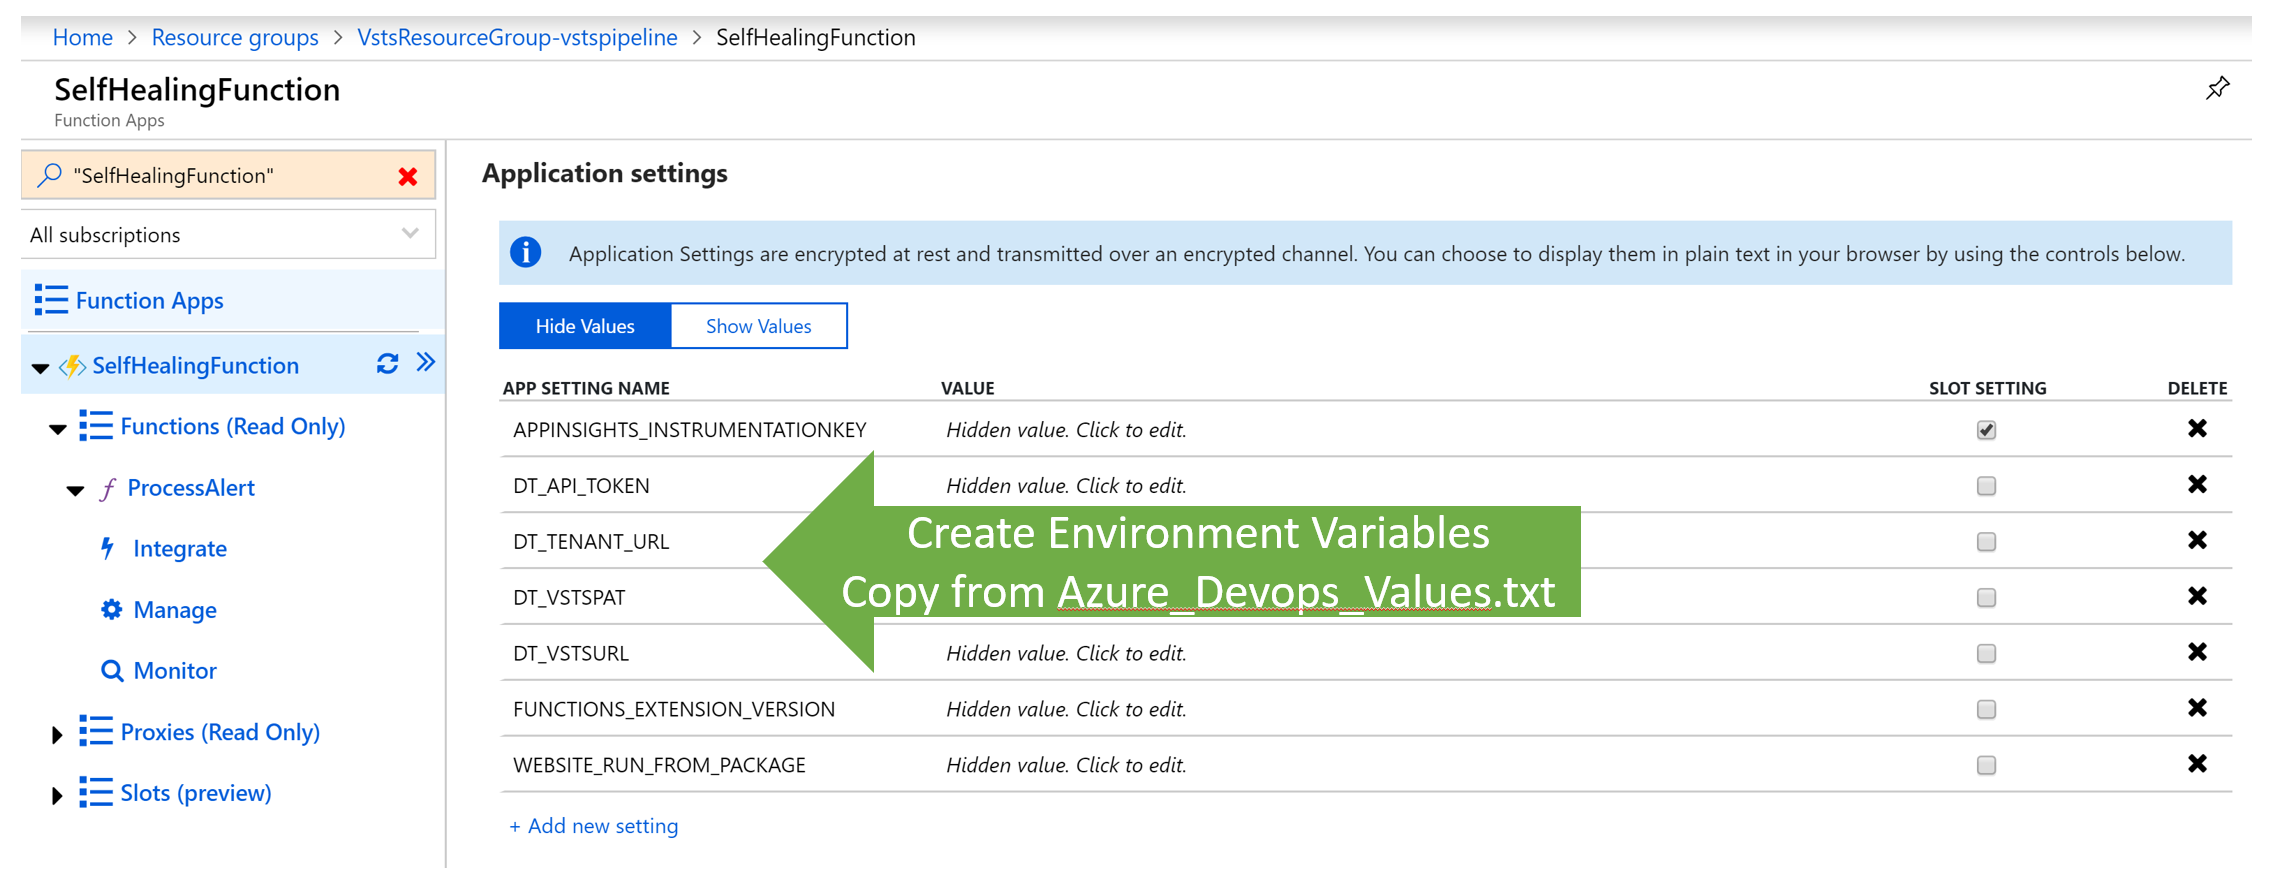 Home > Resource groups > VstsResourceGroup-vstspipeline > SelfHealingFunction
SelfHealingFunction
Function Apps
"SelfHealingFunction"
All subscriptions
Function Apps
SelfHealingFunction
Functions (Read Only)
ProcessAlert
Integrate
Manage
Monitor
Proxies (Read Only)
Slots (preview)
Application settings
Application Settings are encrypted at rest and transmitted over an encrypted channel. You can choose to display them in plain text in your browser by using the controls below.
Hide Values Show Values
APP SETTING NAME VALUE SLOT SETTING DELETE
APPINSIGHTS_INSTRUMENTATIONKEY Hidden value. Click to edit.
DT_API_TOKEN Hidden value. Click to edit.
DT_TENANT_URL
DT_VSTSPAT
DT_VSTSURL Hidden value. Click to edit.
FUNCTIONS_EXTENSION_VERSION Hidden value. Click to edit.
WEBSITE_RUN_FROM_PACKAGE Hidden value. Click to edit.
+ Add new setting
Create Environment Variables
Copy from Azure_Devops_Values.txt